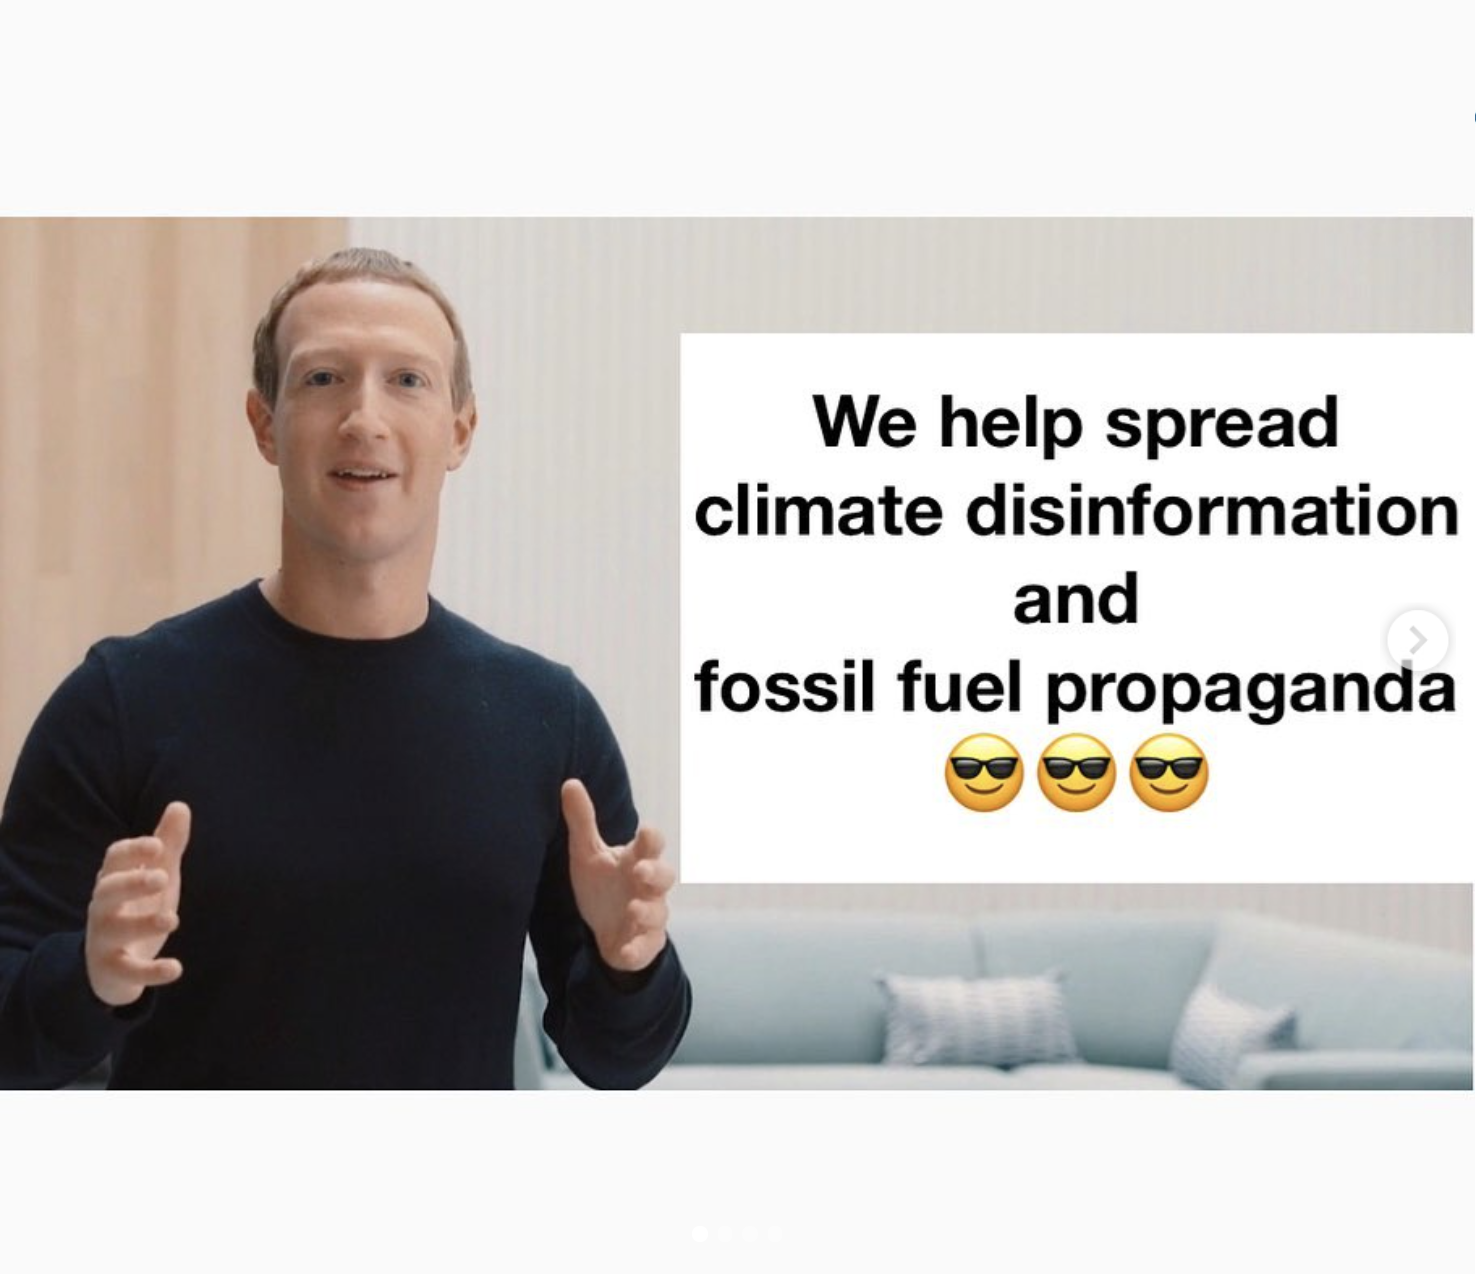 We help spread
climate disinformation
and
fossil fuel propaganda
😎😎😎